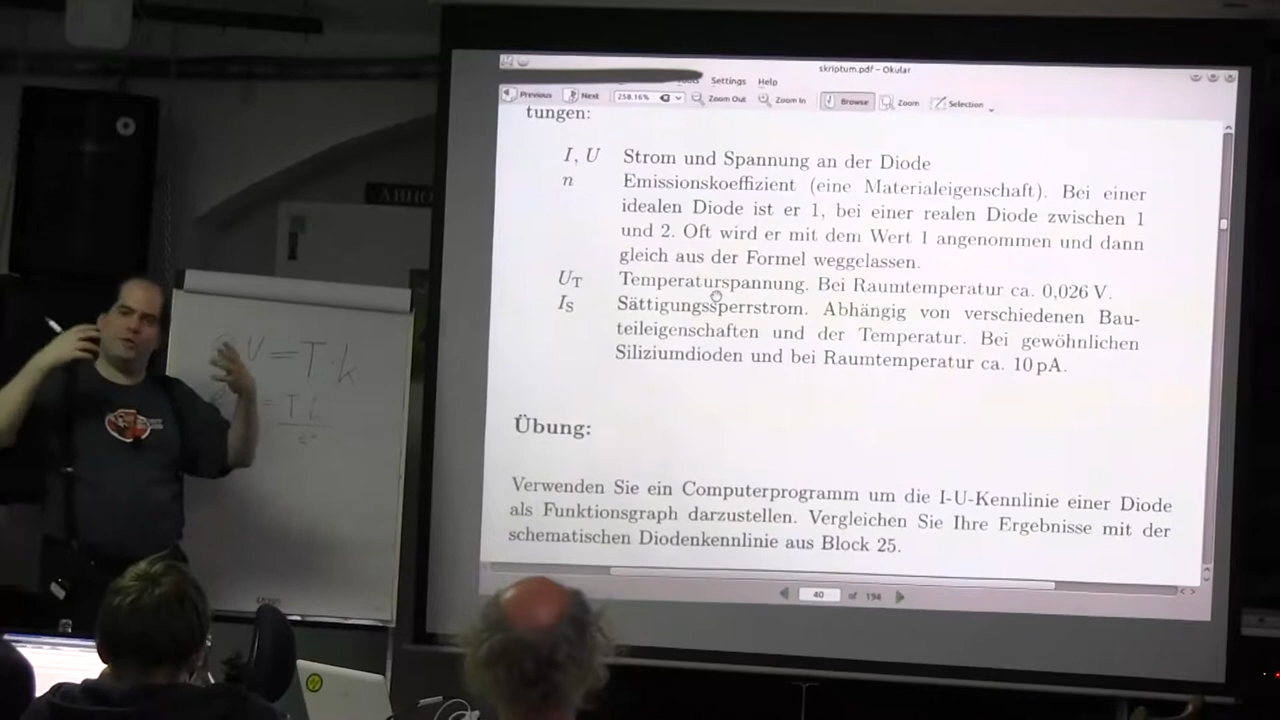 skriptum.pdf – Okular
Settings Help
Previous Next 258.16% Zoom Out Zoom In Browse Zoom Selection
tungen:
I, U Strom und Spannung an der Diode
n Emissionskoeffizient (eine Materialeigenschaft). Bei einer
idealen Diode ist er 1, bei einer realen Diode zwischen 1
und 2. Oft wird er mit dem Wert 1 angenommen und dann
gleich aus der Formel weggelassen.
U_T Temperaturspannung. Bei Raumtemperatur ca. 0,026 V.
I_S Sättigungssperrstrom. Abhängig von verschiedenen Bau-
teileigenschaften und der Temperatur. Bei gewöhnlichen
Siliziumdioden und bei Raumtemperatur ca. 10 pA.
Übung:
Verwenden Sie ein Computerprogramm um die I-U-Kennlinie einer Diode
als Funktionsgraph darzustellen. Vergleichen Sie Ihre Ergebnisse mit der
schematischen Diodenkennlinie aus Block 25.
40 of 194
V = T · k